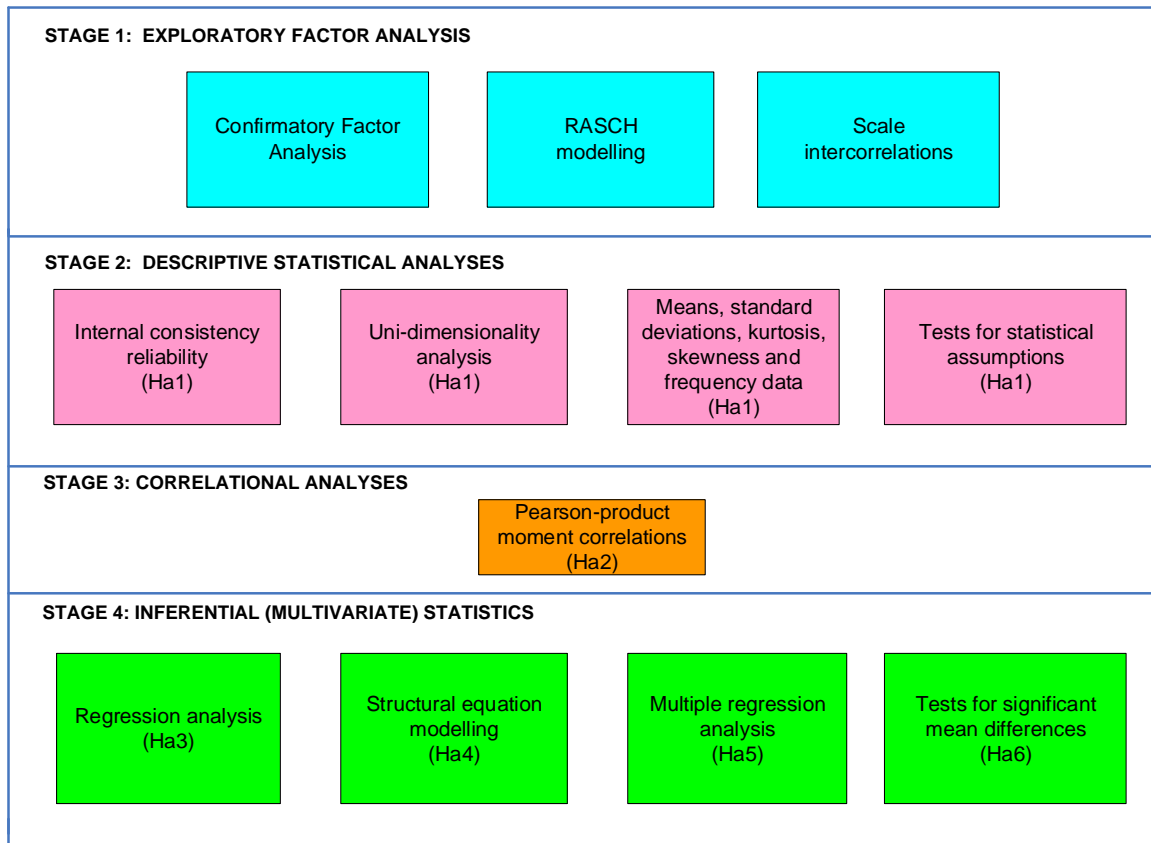 STAGE 1:  EXPLORATORY FACTOR ANALYSIS
Confirmatory Factor
Analysis
RASCH
modelling
Scale
intercorrelations
STAGE 2:  DESCRIPTIVE STATISTICAL ANALYSES
Internal consistency
reliability
(Ha1)
Uni-dimensionality
analysis
(Ha1)
Means, standard
deviations, kurtosis,
skewness and
frequency data
(Ha1)
Tests for statistical
assumptions
(Ha1)
STAGE 3: CORRELATIONAL ANALYSES
Pearson-product
moment correlations
(Ha2)
STAGE 4: INFERENTIAL (MULTIVARIATE) STATISTICS
Regression analysis
(Ha3)
Structural equation
modelling
(Ha4)
Multiple regression
analysis
(Ha5)
Tests for significant
mean differences
(Ha6)